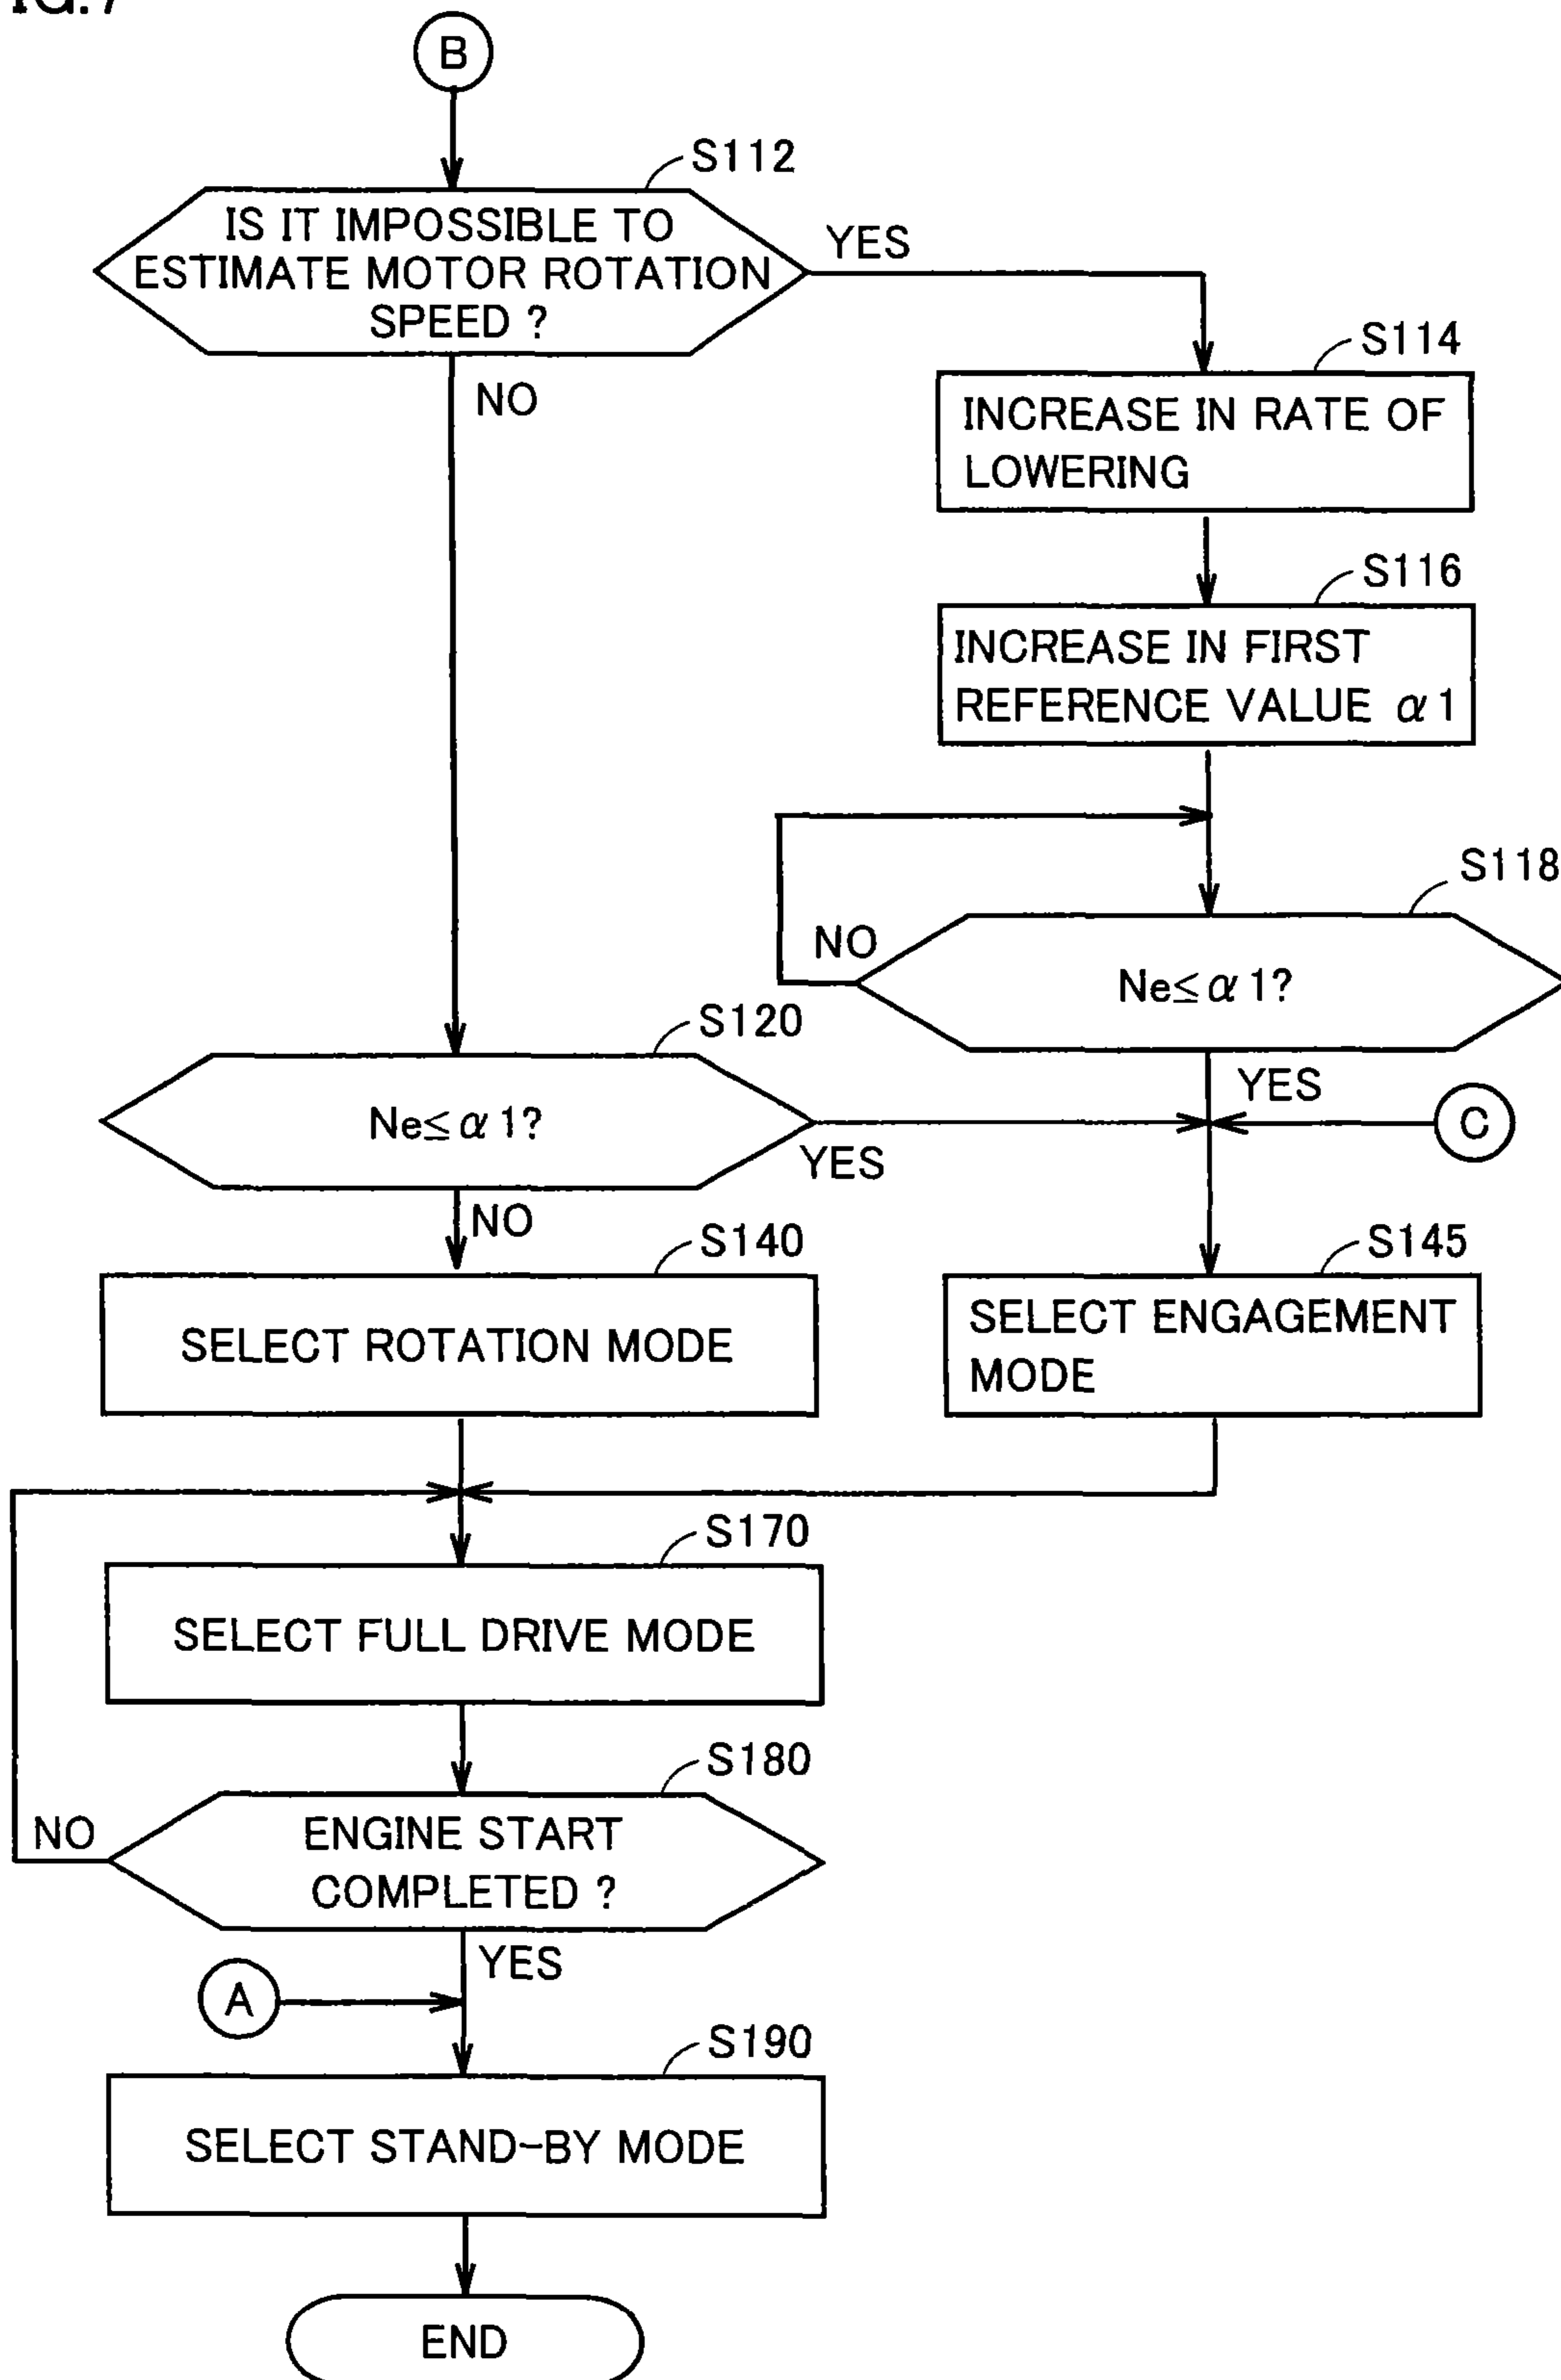 B
S112
IS IT IMPOSSIBLE TO
ESTIMATE MOTOR ROTATION
SPEED ?
YES
NO
S114
INCREASE IN RATE OF
LOWERING
S116
INCREASE IN FIRST
REFERENCE VALUE α1
S118
NO
Ne≦α1?
YES
C
S120
Ne≦α1?
YES
NO
S140
SELECT ROTATION MODE
S145
SELECT ENGAGEMENT
MODE
S170
SELECT FULL DRIVE MODE
S180
NO
ENGINE START
COMPLETED ?
YES
A
S190
SELECT STAND-BY MODE
END